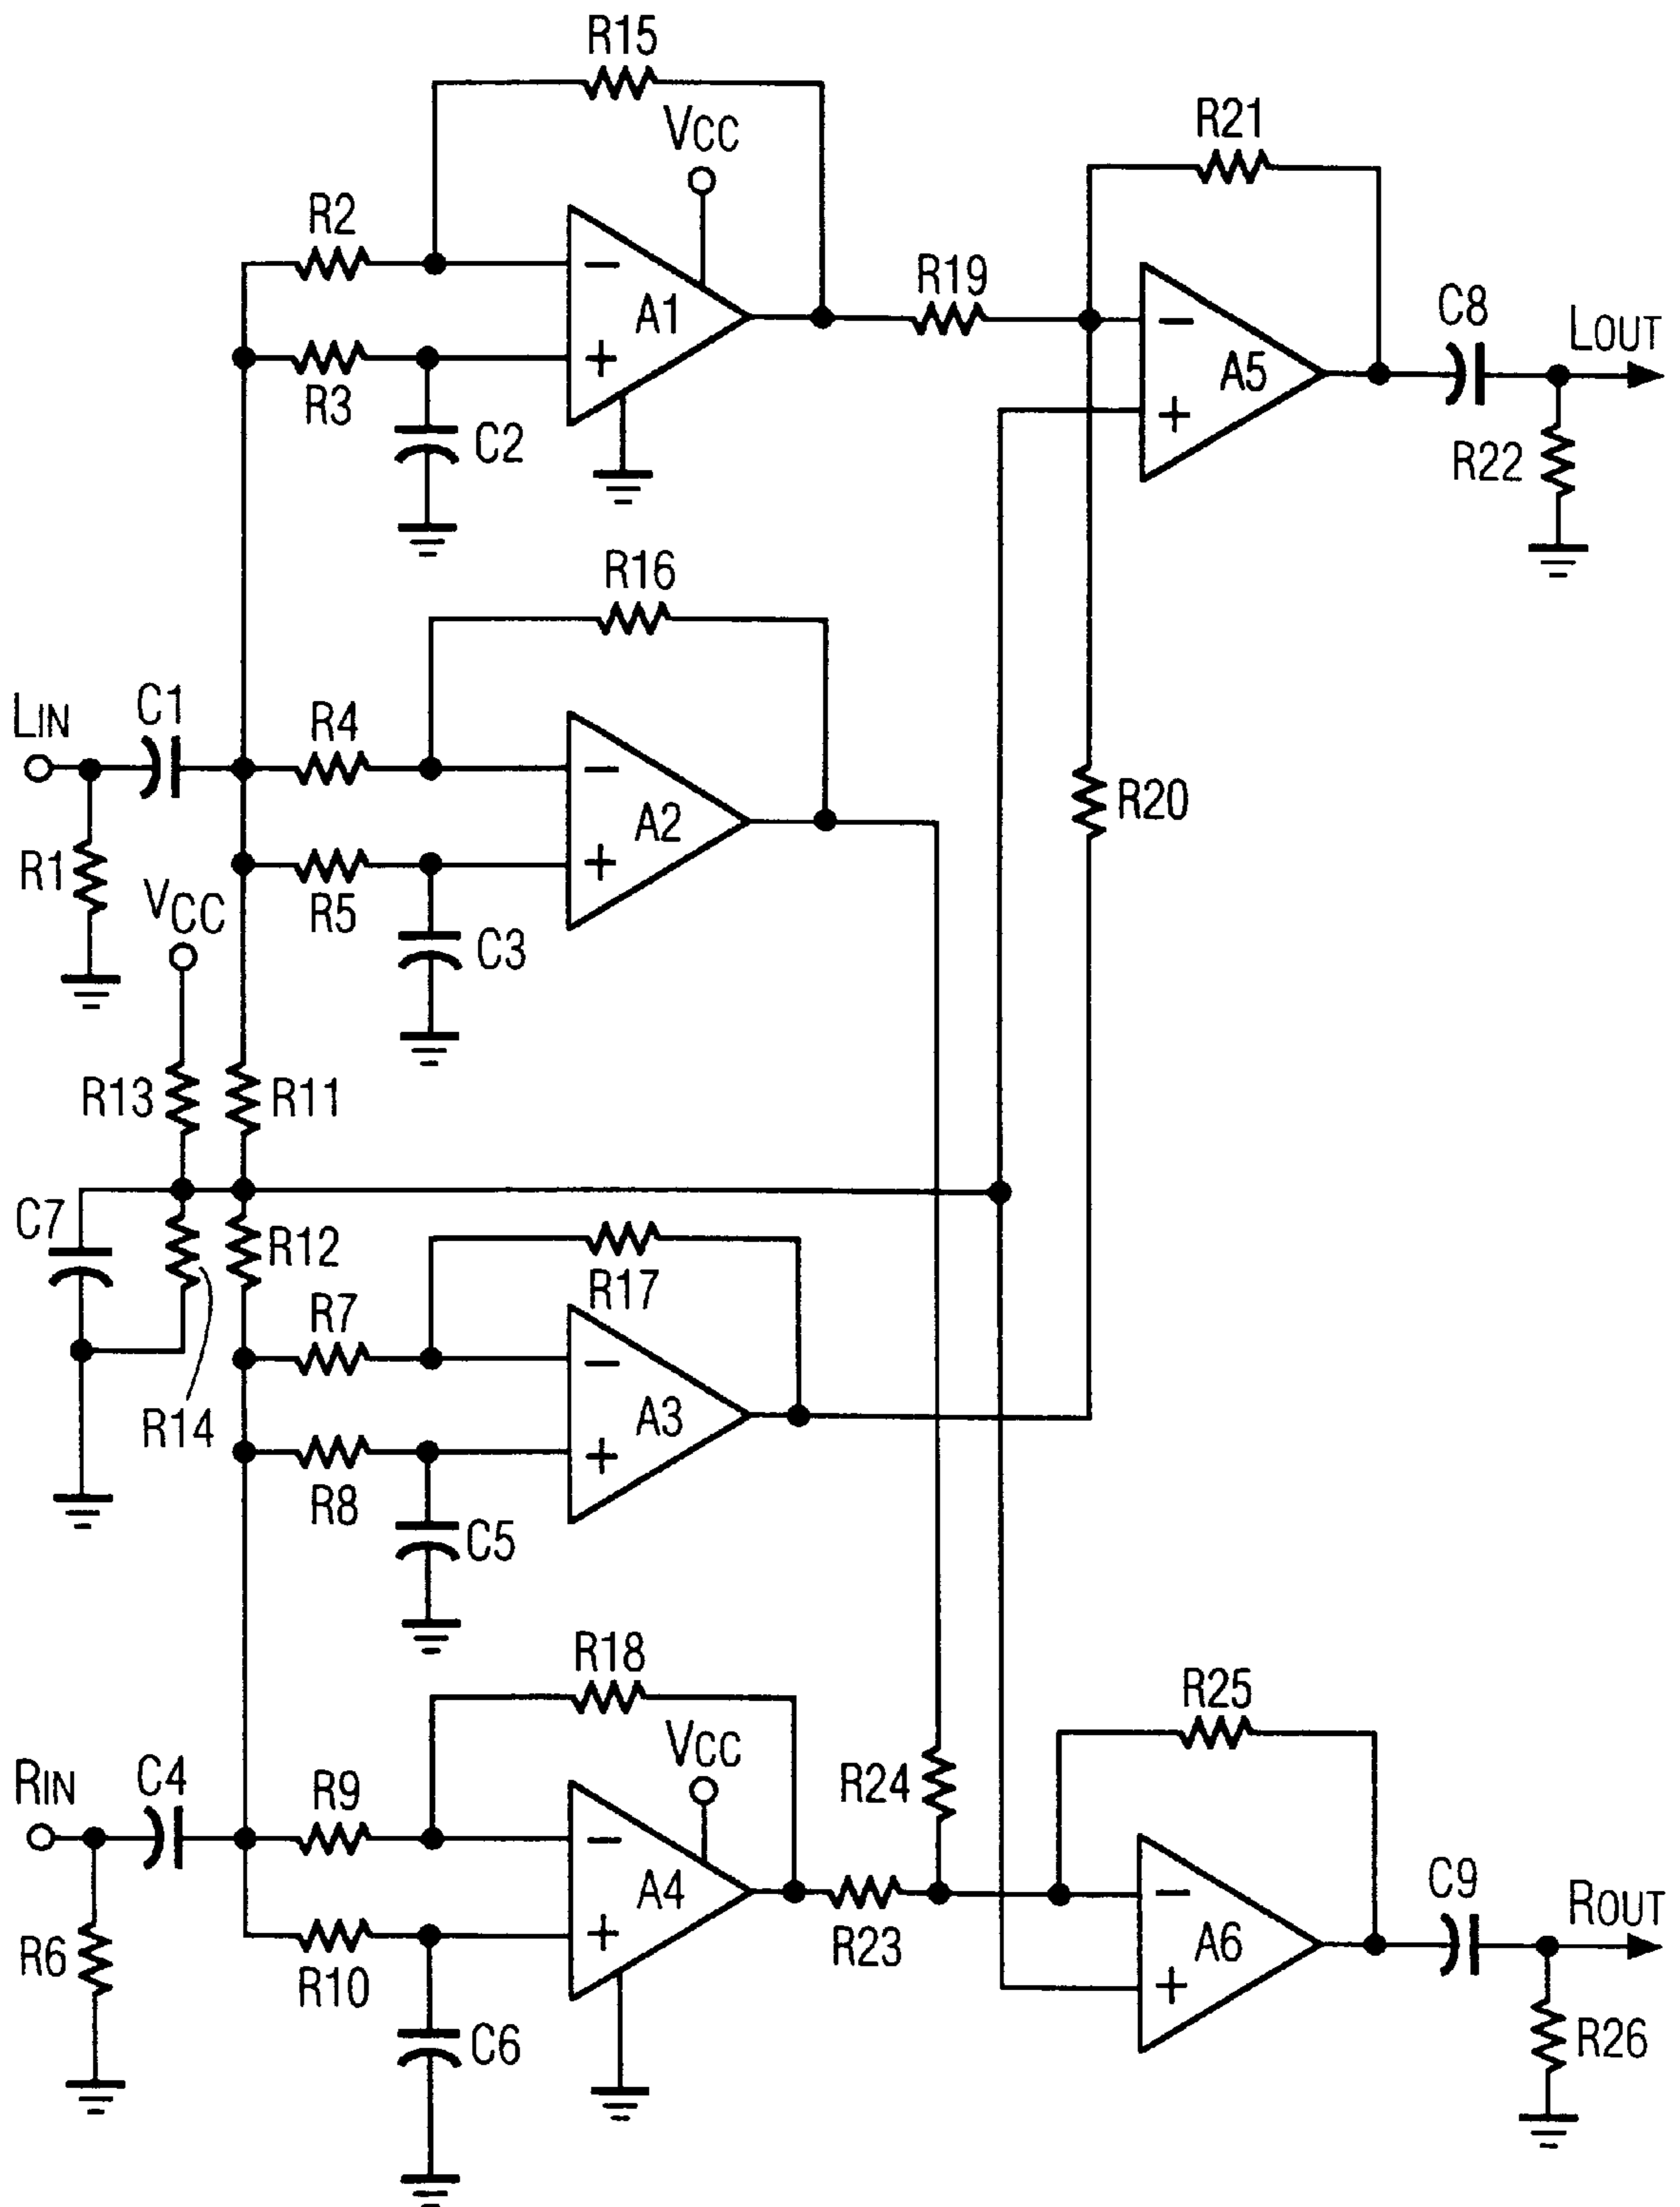 R15
VCC
R21
R2
R19
C8
LOUT
−
A1
−
A5
R3
+
+
R22
C2
R16
LIN
C1
R4
−
R20
A2
R1
VCC
R5
+
C3
R13
R11
C7
R12
R17
R7
−
R14
A3
R8
+
C5
R18
R25
VCC
RIN
C4
R9
R24
−
A4
−
C9
ROUT
R6
R10
+
R23
A6
+
C6
R26